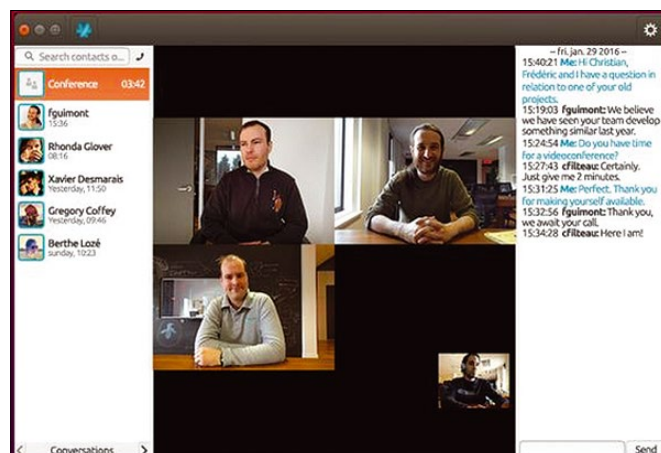 Search contacts o...
Conference 03:42
fguimont
15:36
Rhonda Glover
08:16
Xavier Desmarais
Yesterday, 11:50
Gregory Coffey
Yesterday, 09:46
Berthe Lozé
sunday, 10:23
Conversations
-- fri. jan. 29 2016 --
15:40:21 Me: Hi Christian,
Frédéric and I have a question in
relation to one of your old
projects.
15:19:03 fguimont: We believe
we have seen your team develop
something similar last year.
15:24:54 Me: Do you have time
for a videoconference?
15:27:43 cfilteau: Certainly.
Just give me 2 minutes.
15:31:25 Me: Perfect. Thank you
for making yourself available.
15:32:56 fguimont: Thank you,
we await your call.
15:34:28 cfilteau: Here I am!
Send